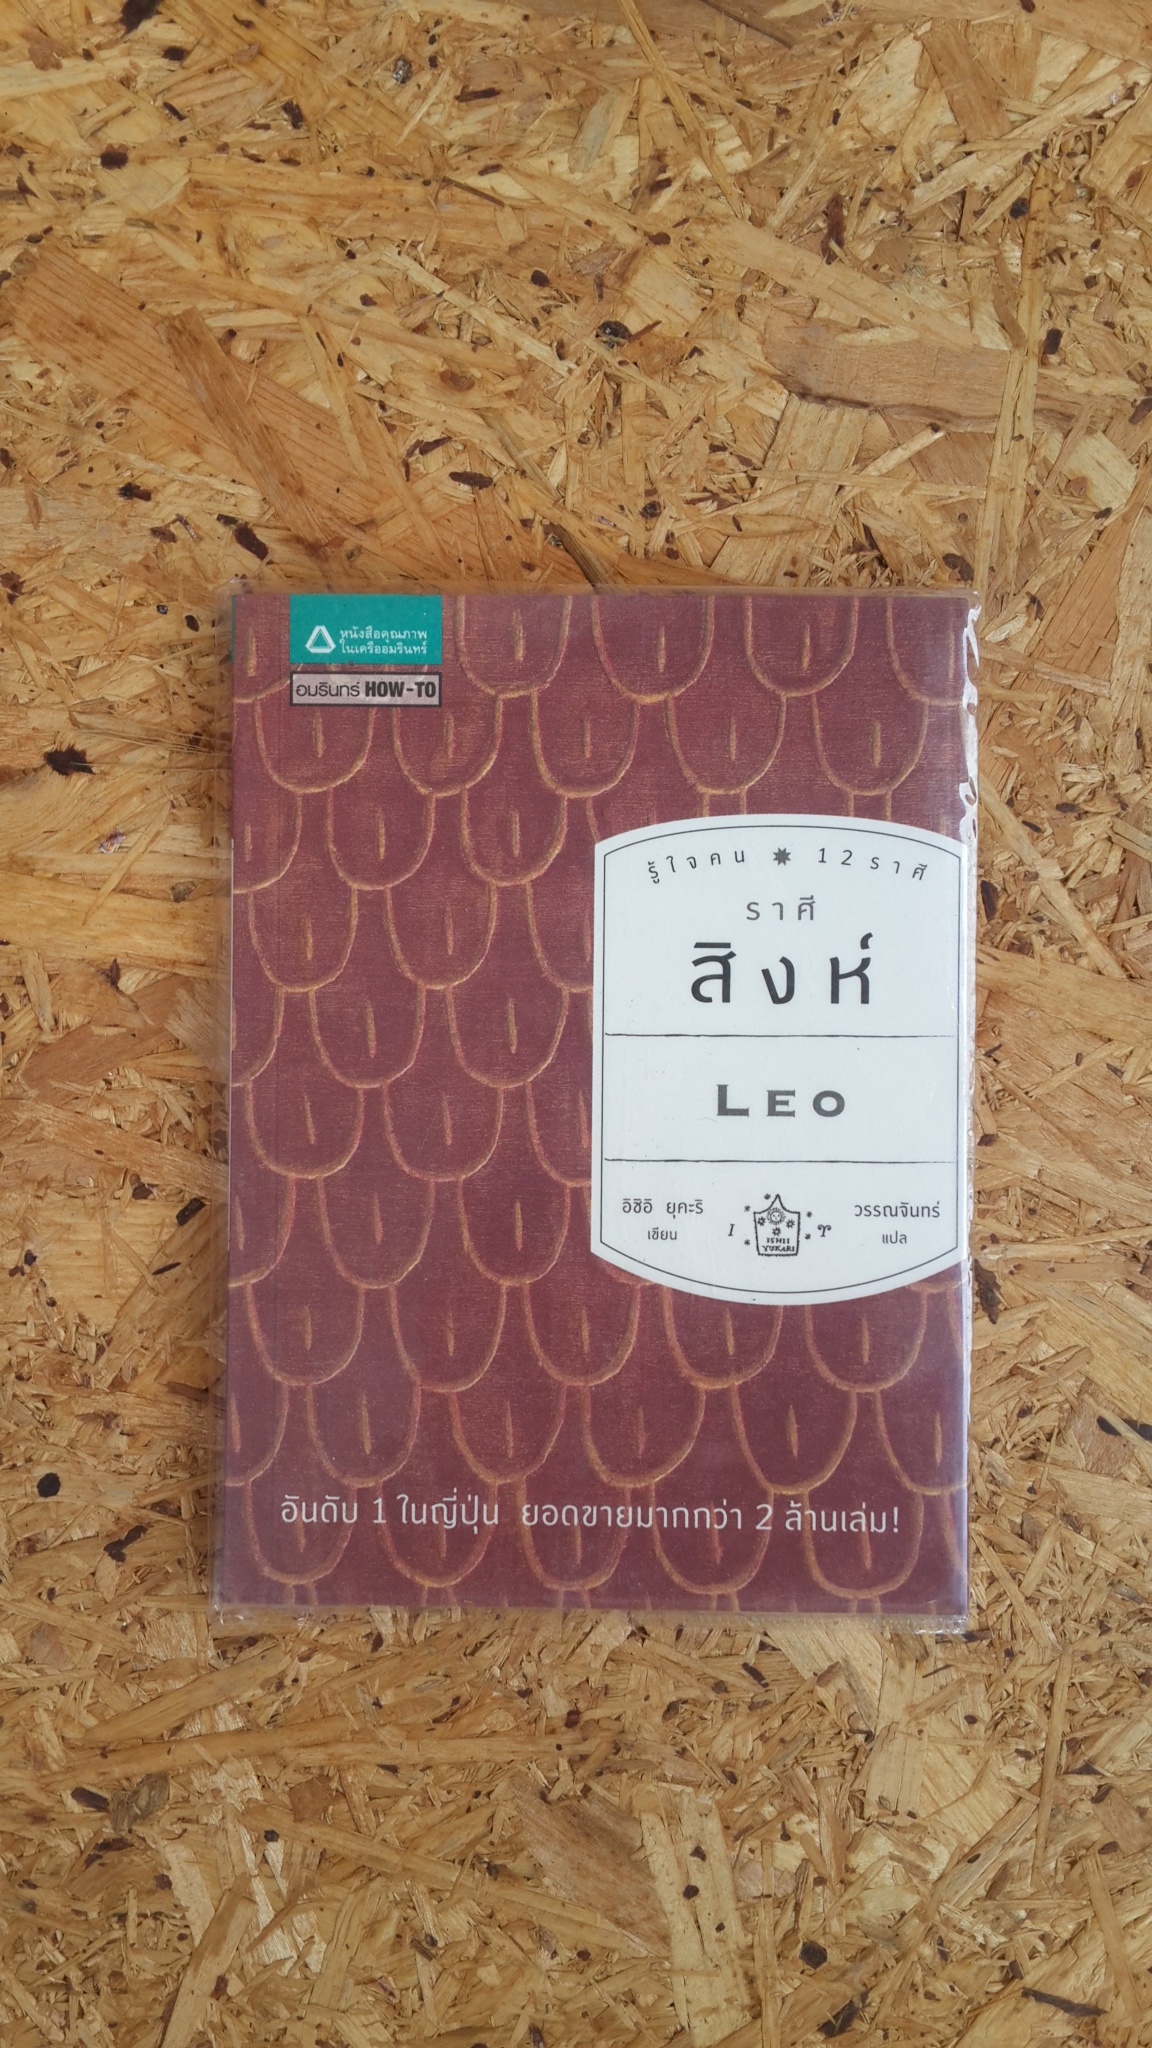 หนังสือคุณภาพ
ในเครืออมรินทร์
อมรินทร์ HOW-TO
รู้ใจคน 12ราศี
ราศี
สิงห์
LEO
อิชิอิ ยุคะริ
เขียน
I ISHII YUKARI ♈
วรรณจันทร์
แปล
อันดับ 1 ในญี่ปุ่น ยอดขายมากกว่า 2 ล้านเล่ม!